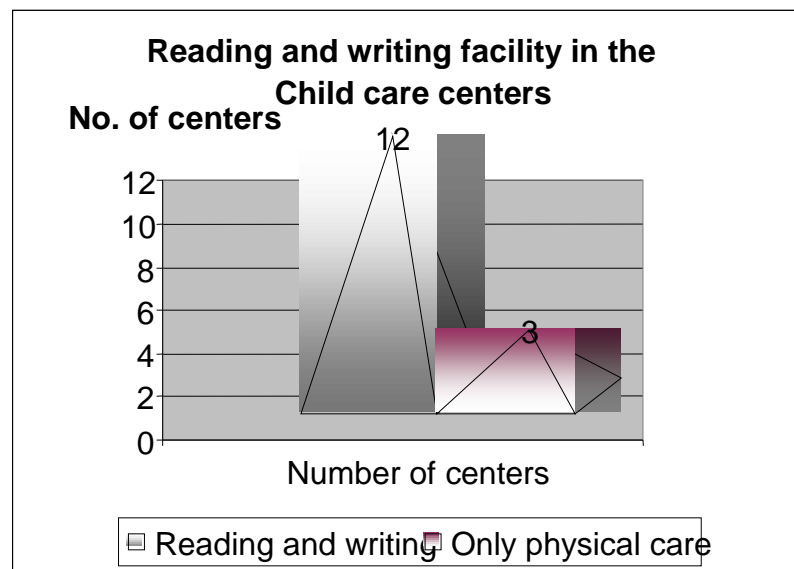 Reading and writing facility in the
Child care centers
No. of centers
12
3
12
10
8
6
4
2
0
Number of centers
Reading and writing Only physical care